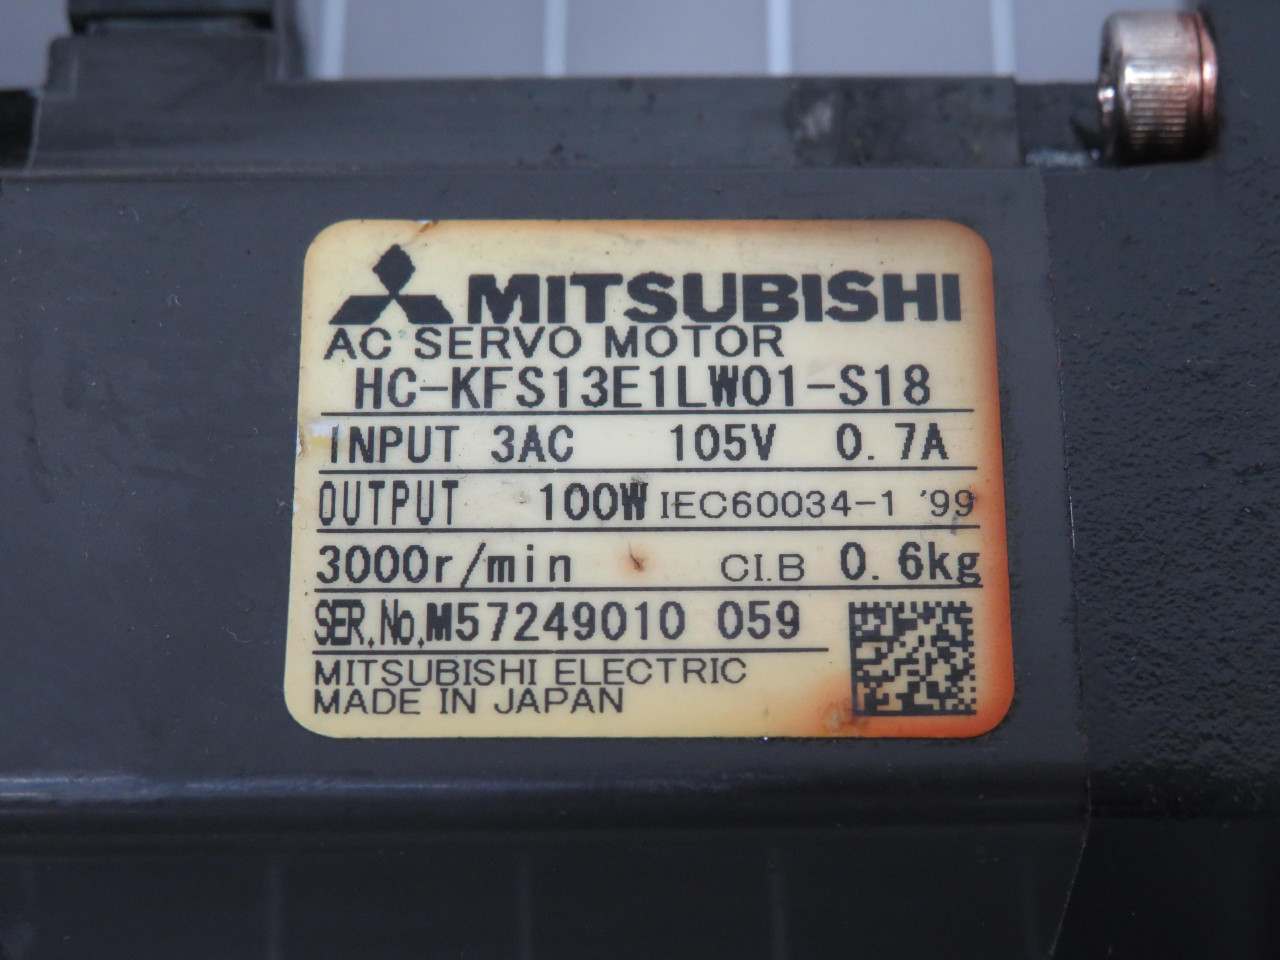 MITSUBISHI
AC SERVO MOTOR
HC-KFS13E1LW01-S18
INPUT 3AC 105V 0.7A
OUTPUT 100W IEC60034-1 '99
3000r/min CI.B 0.6kg
SER.No.M57249010 059
MITSUBISHI ELECTRIC
MADE IN JAPAN